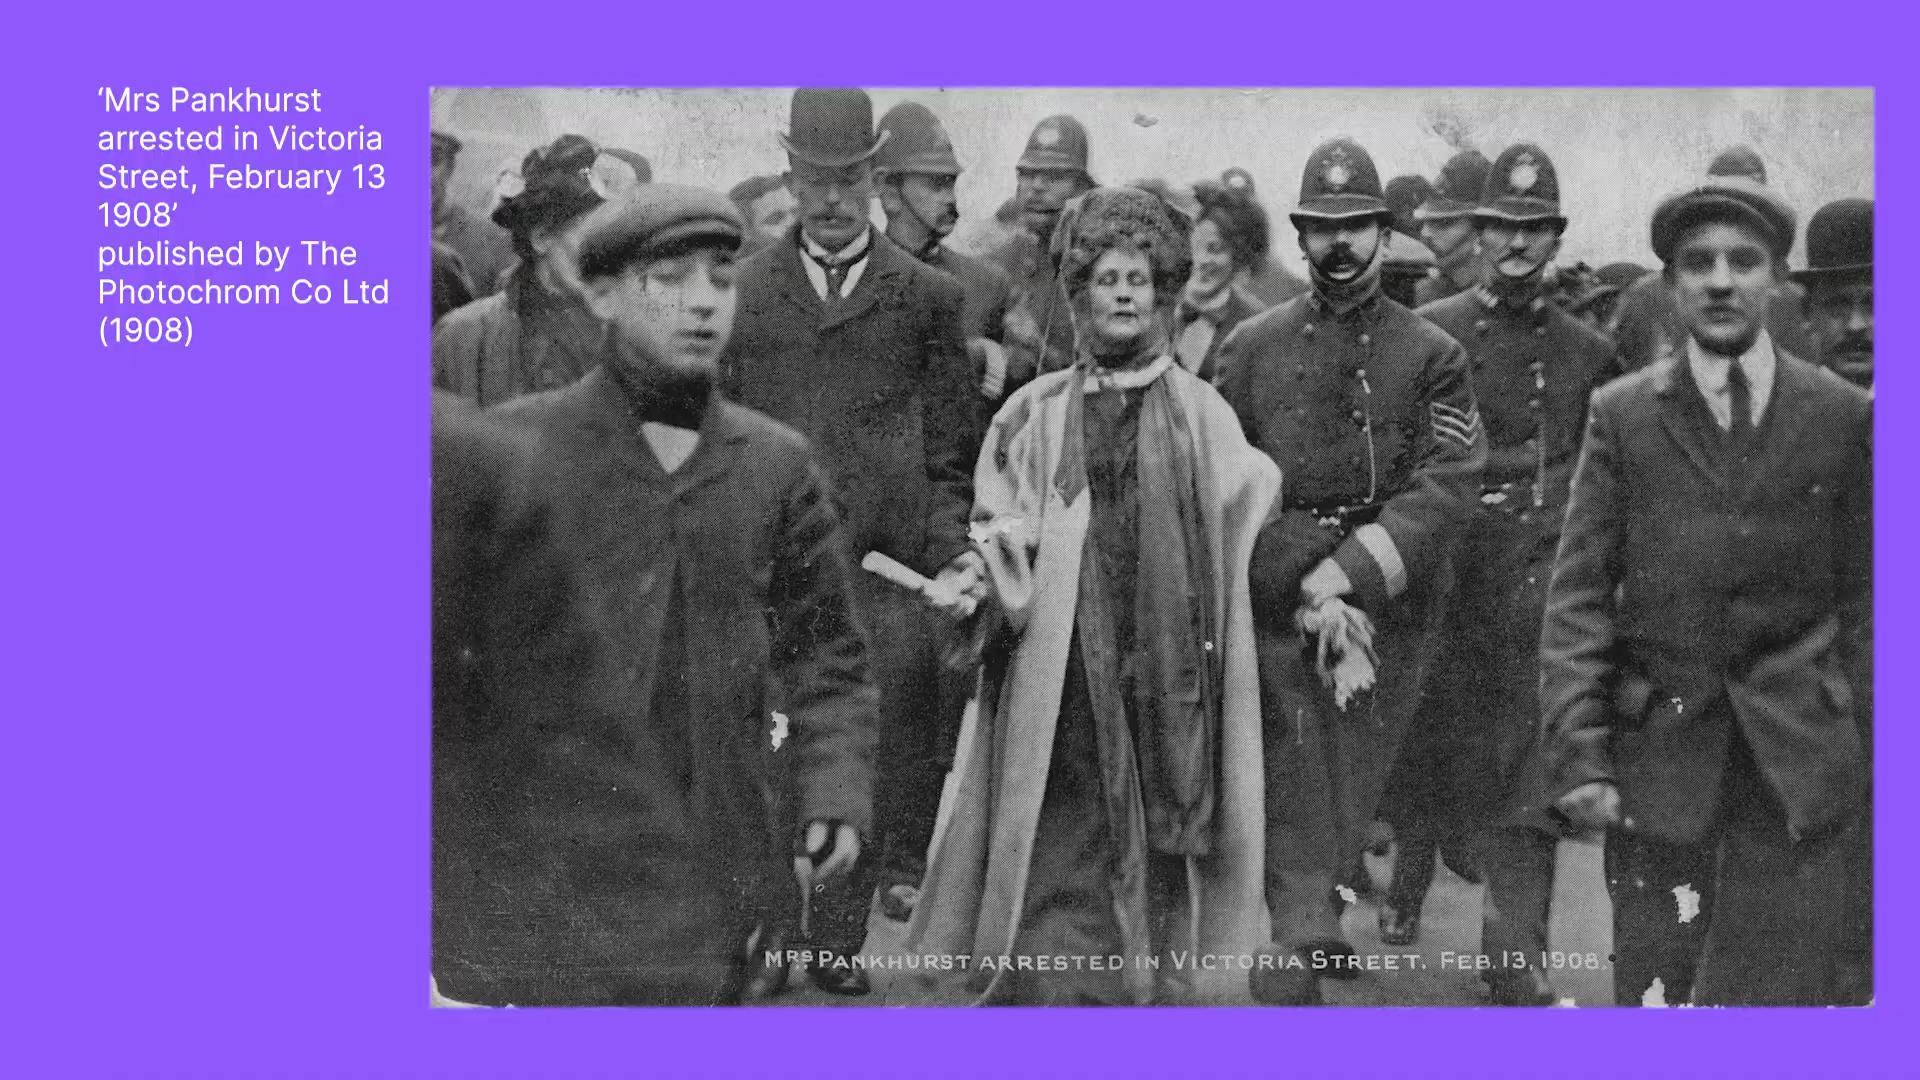 ‘Mrs Pankhurst
arrested in Victoria
Street, February 13
1908’
published by The
Photochrom Co Ltd
(1908)
MRS PANKHURST ARRESTED IN VICTORIA STREET. FEB. 13, 1908.